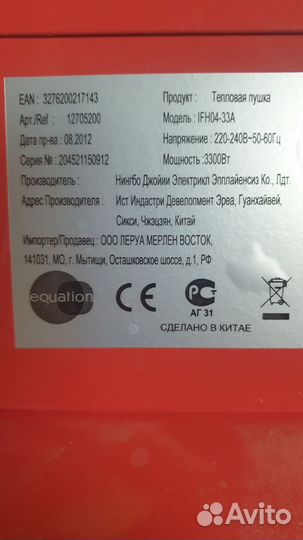 EAN : 3276200217143 Продукт : Тепловая пушка
Арт./Ref : 12705200 Модель : IFH04-33A
Дата пр-ва : 08.2012 Напряжение : 220-240В~50-60Гц
Серия № : 204521150912 Мощность :3300Вт
Производитель : Нингбо Джойии Электрикл Эпплайенсиз Ко., Лдт.
Адрес Производителя : Ист Индастри Девелопмент Эреа, Гуанхайвей,
Сикси, Чжэцзян, Китай
Импортер/Продавец : ООО ЛЕРУА МЕРЛЕН ВОСТОК,
141031, МО, г. Мытищи, Осташковское шоссе, д.1, РФ
equation
CE
РСт
АГ 31
СДЕЛАНО В КИТАЕ
Avito